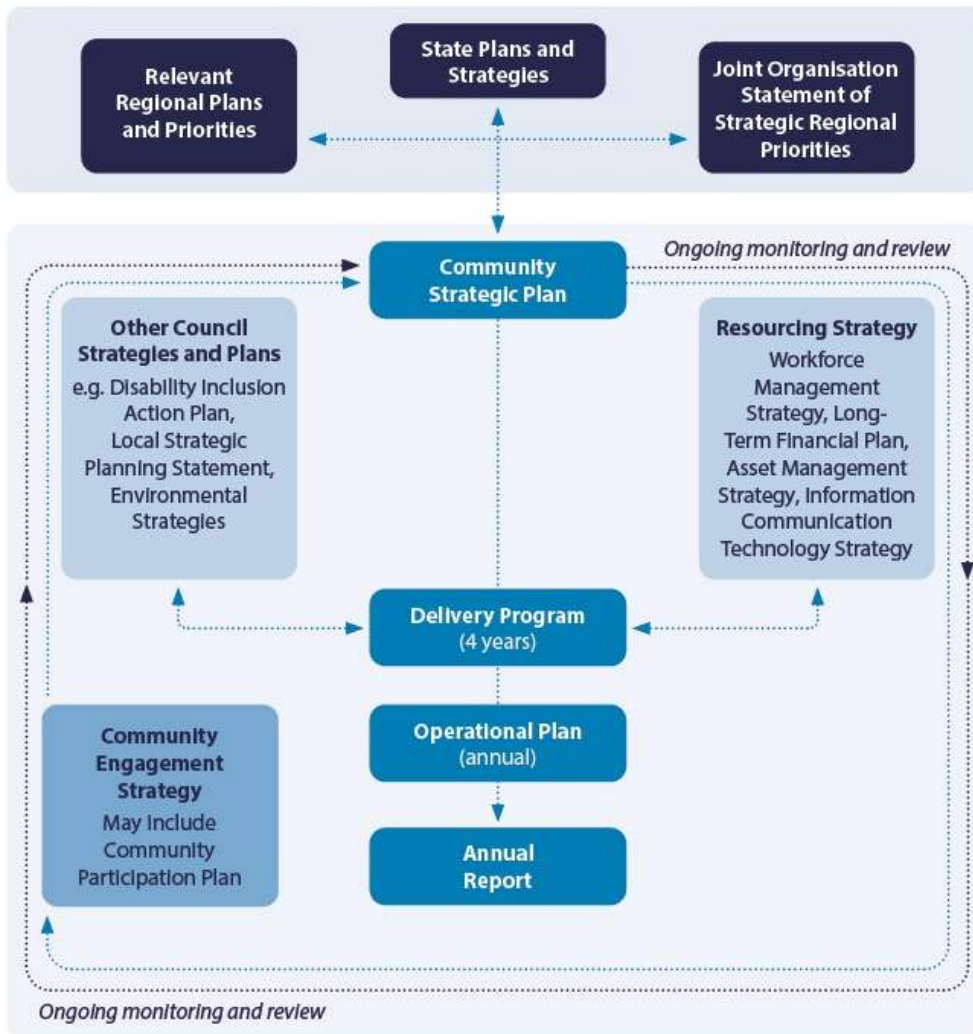 Relevant
Regional Plans
and Priorities
State Plans and
Strategies
Joint Organisation
Statement of
Strategic Regional
Priorities
Community
Strategic Plan
Ongoing monitoring and review
Other Council
Strategies and Plans
e.g. Disability Inclusion
Action Plan,
Local Strategic
Planning Statement,
Environmental
Strategies
Resourcing Strategy
Workforce
Management
Strategy, Long-
Term Financial Plan,
Asset Management
Strategy, Information
Communication
Technology Strategy
Delivery Program
(4 years)
Operational Plan
(annual)
Community
Engagement
Strategy
May Include
Community
Participation Plan
Annual
Report
Ongoing monitoring and review